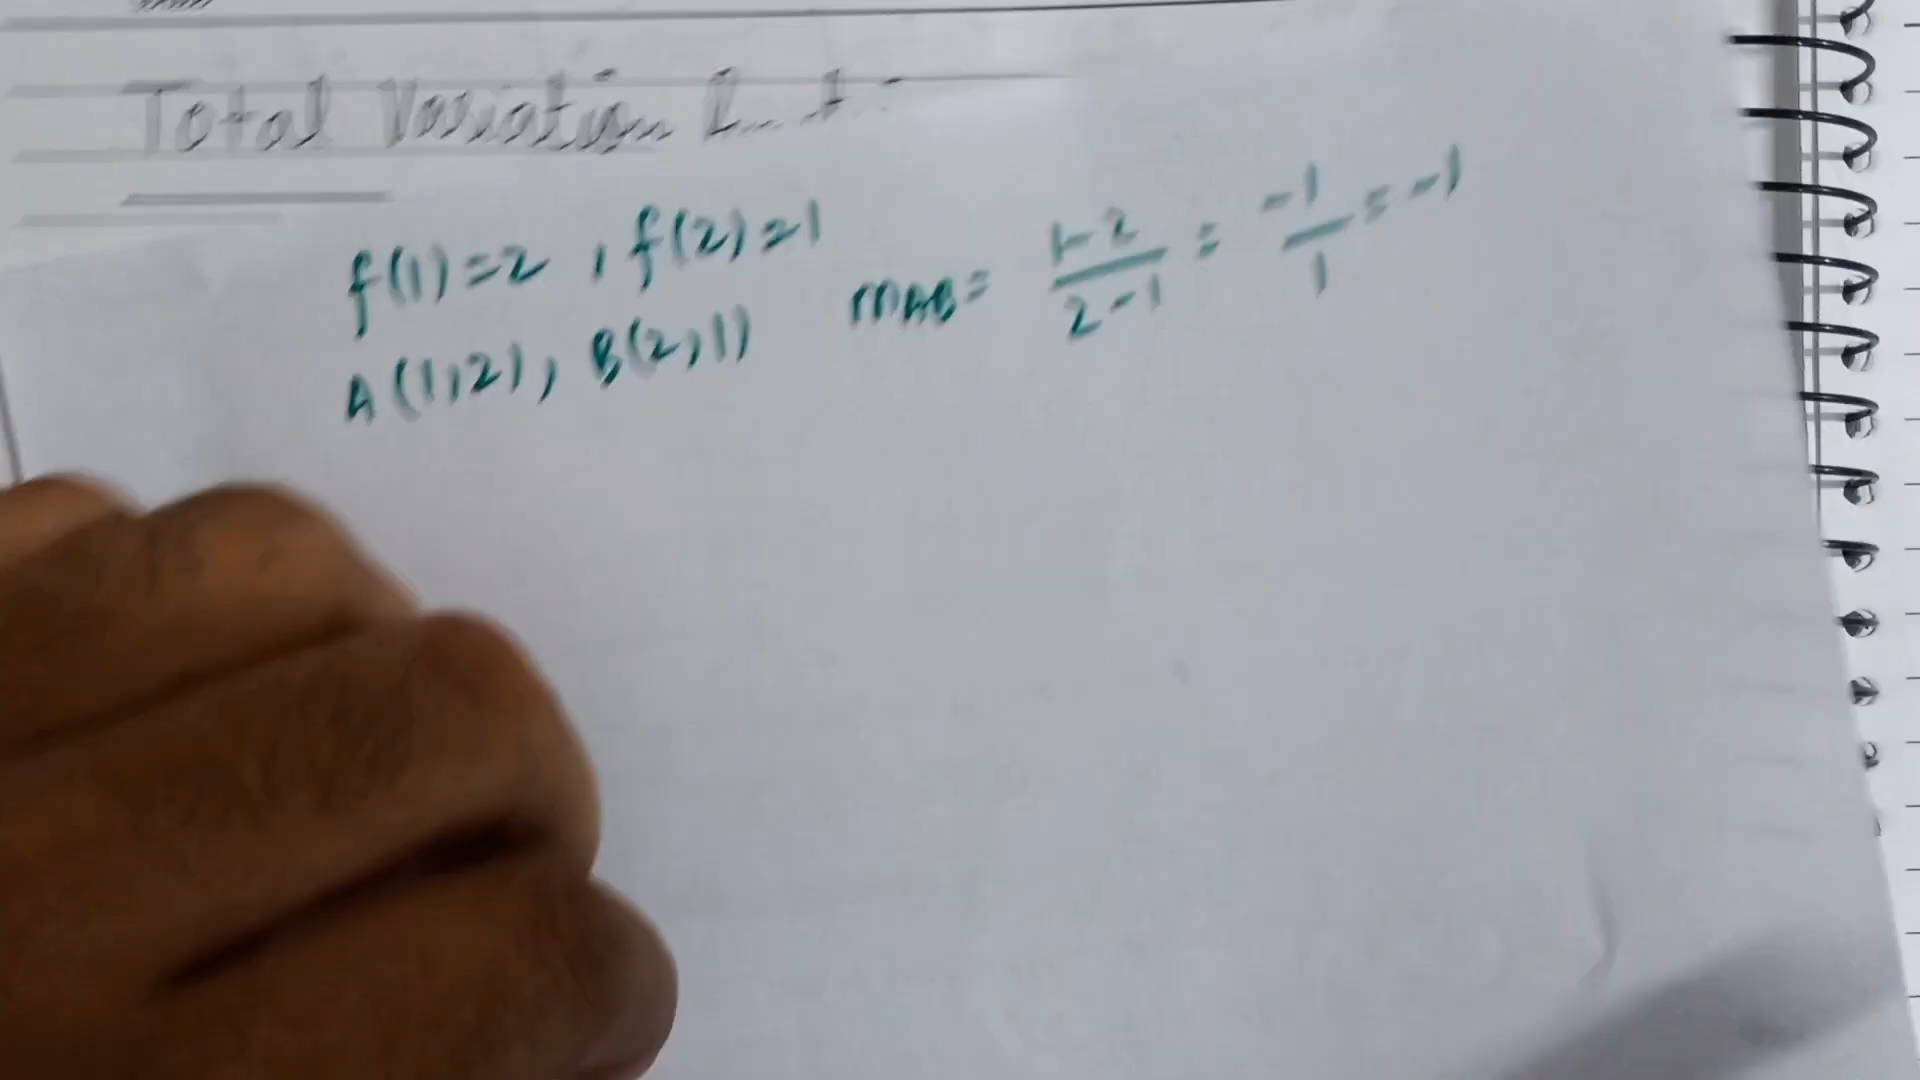 Total Variation
f(1)=2 , f(2)=1
A(1,2), B(2,1)
mAB= 1-2/2-1 = -1/1 = -1